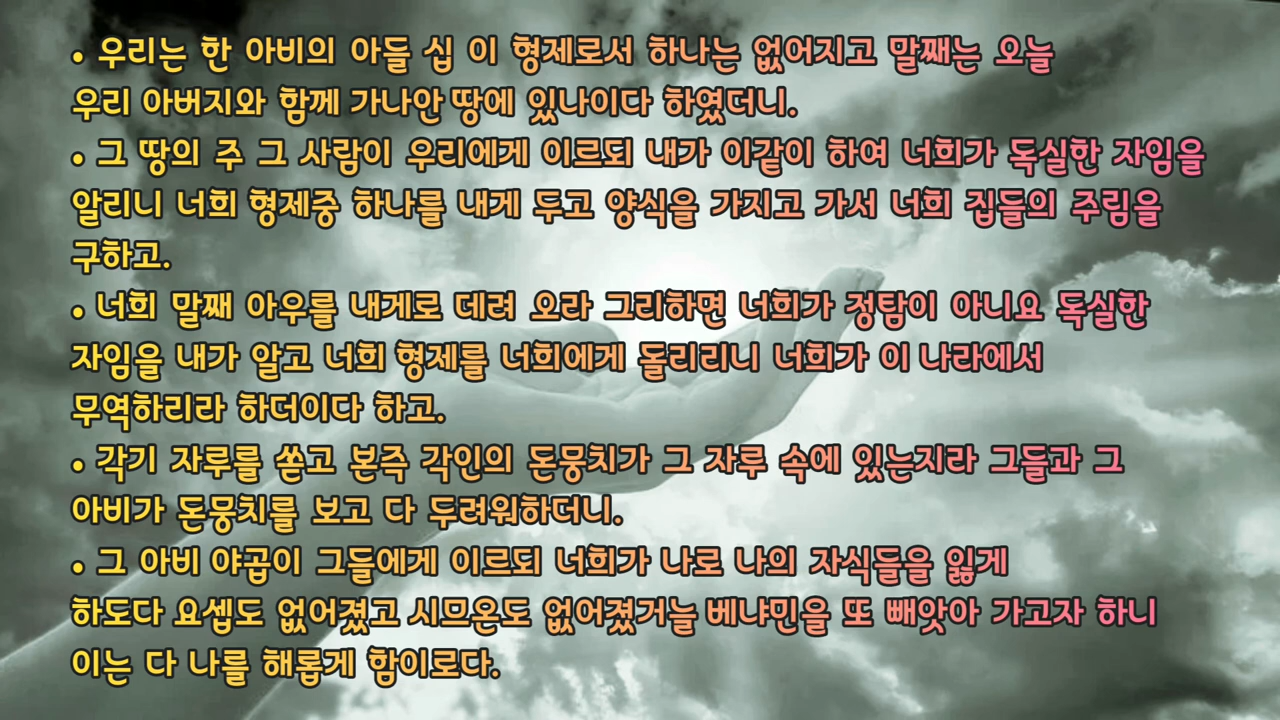 • 우리는 한 아비의 아들 십 이 형제로서 하나는 없어지고 말째는 오늘
우리 아버지와 함께 가나안 땅에 있나이다 하였더니.
• 그 땅의 주 그 사람이 우리에게 이르되 내가 이같이 하여 너희가 독실한 자임을
알리니 너희 형제중 하나를 내게 두고 양식을 가지고 가서 너희 집들의 주림을
구하고.
• 너희 말째 아우를 내게로 데려 오라 그리하면 너희가 정탐이 아니요 독실한
자임을 내가 알고 너희 형제를 너희에게 돌리리니 너희가 이 나라에서
무역하리라 하더이다 하고.
• 각기 자루를 쏟고 본즉 각인의 돈뭉치가 그 자루 속에 있는지라 그들과 그
아비가 돈뭉치를 보고 다 두려워하더니.
• 그 아비 야곱이 그들에게 이르되 너희가 나로 나의 자식들을 잃게
하도다 요셉도 없어졌고 시므온도 없어졌거늘 베냐민을 또 빼앗아 가고자 하니
이는 다 나를 해롭게 함이로다.